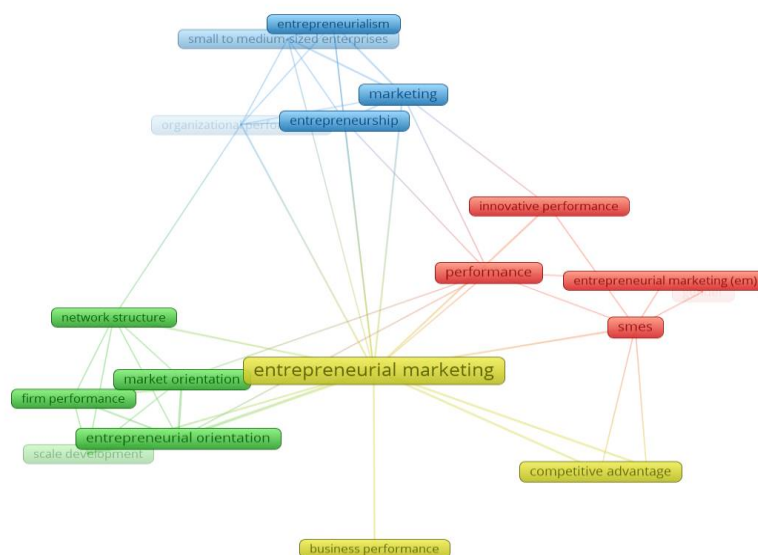 entrepreneurialism
small to medium-sized enterprises
marketing
entrepreneurship
innovative performance
performance
entrepreneurial marketing (em)
network structure
smes
entrepreneurial marketing
market orientation
firm performance
entrepreneurial orientation
scale development
competitive advantage
business performance